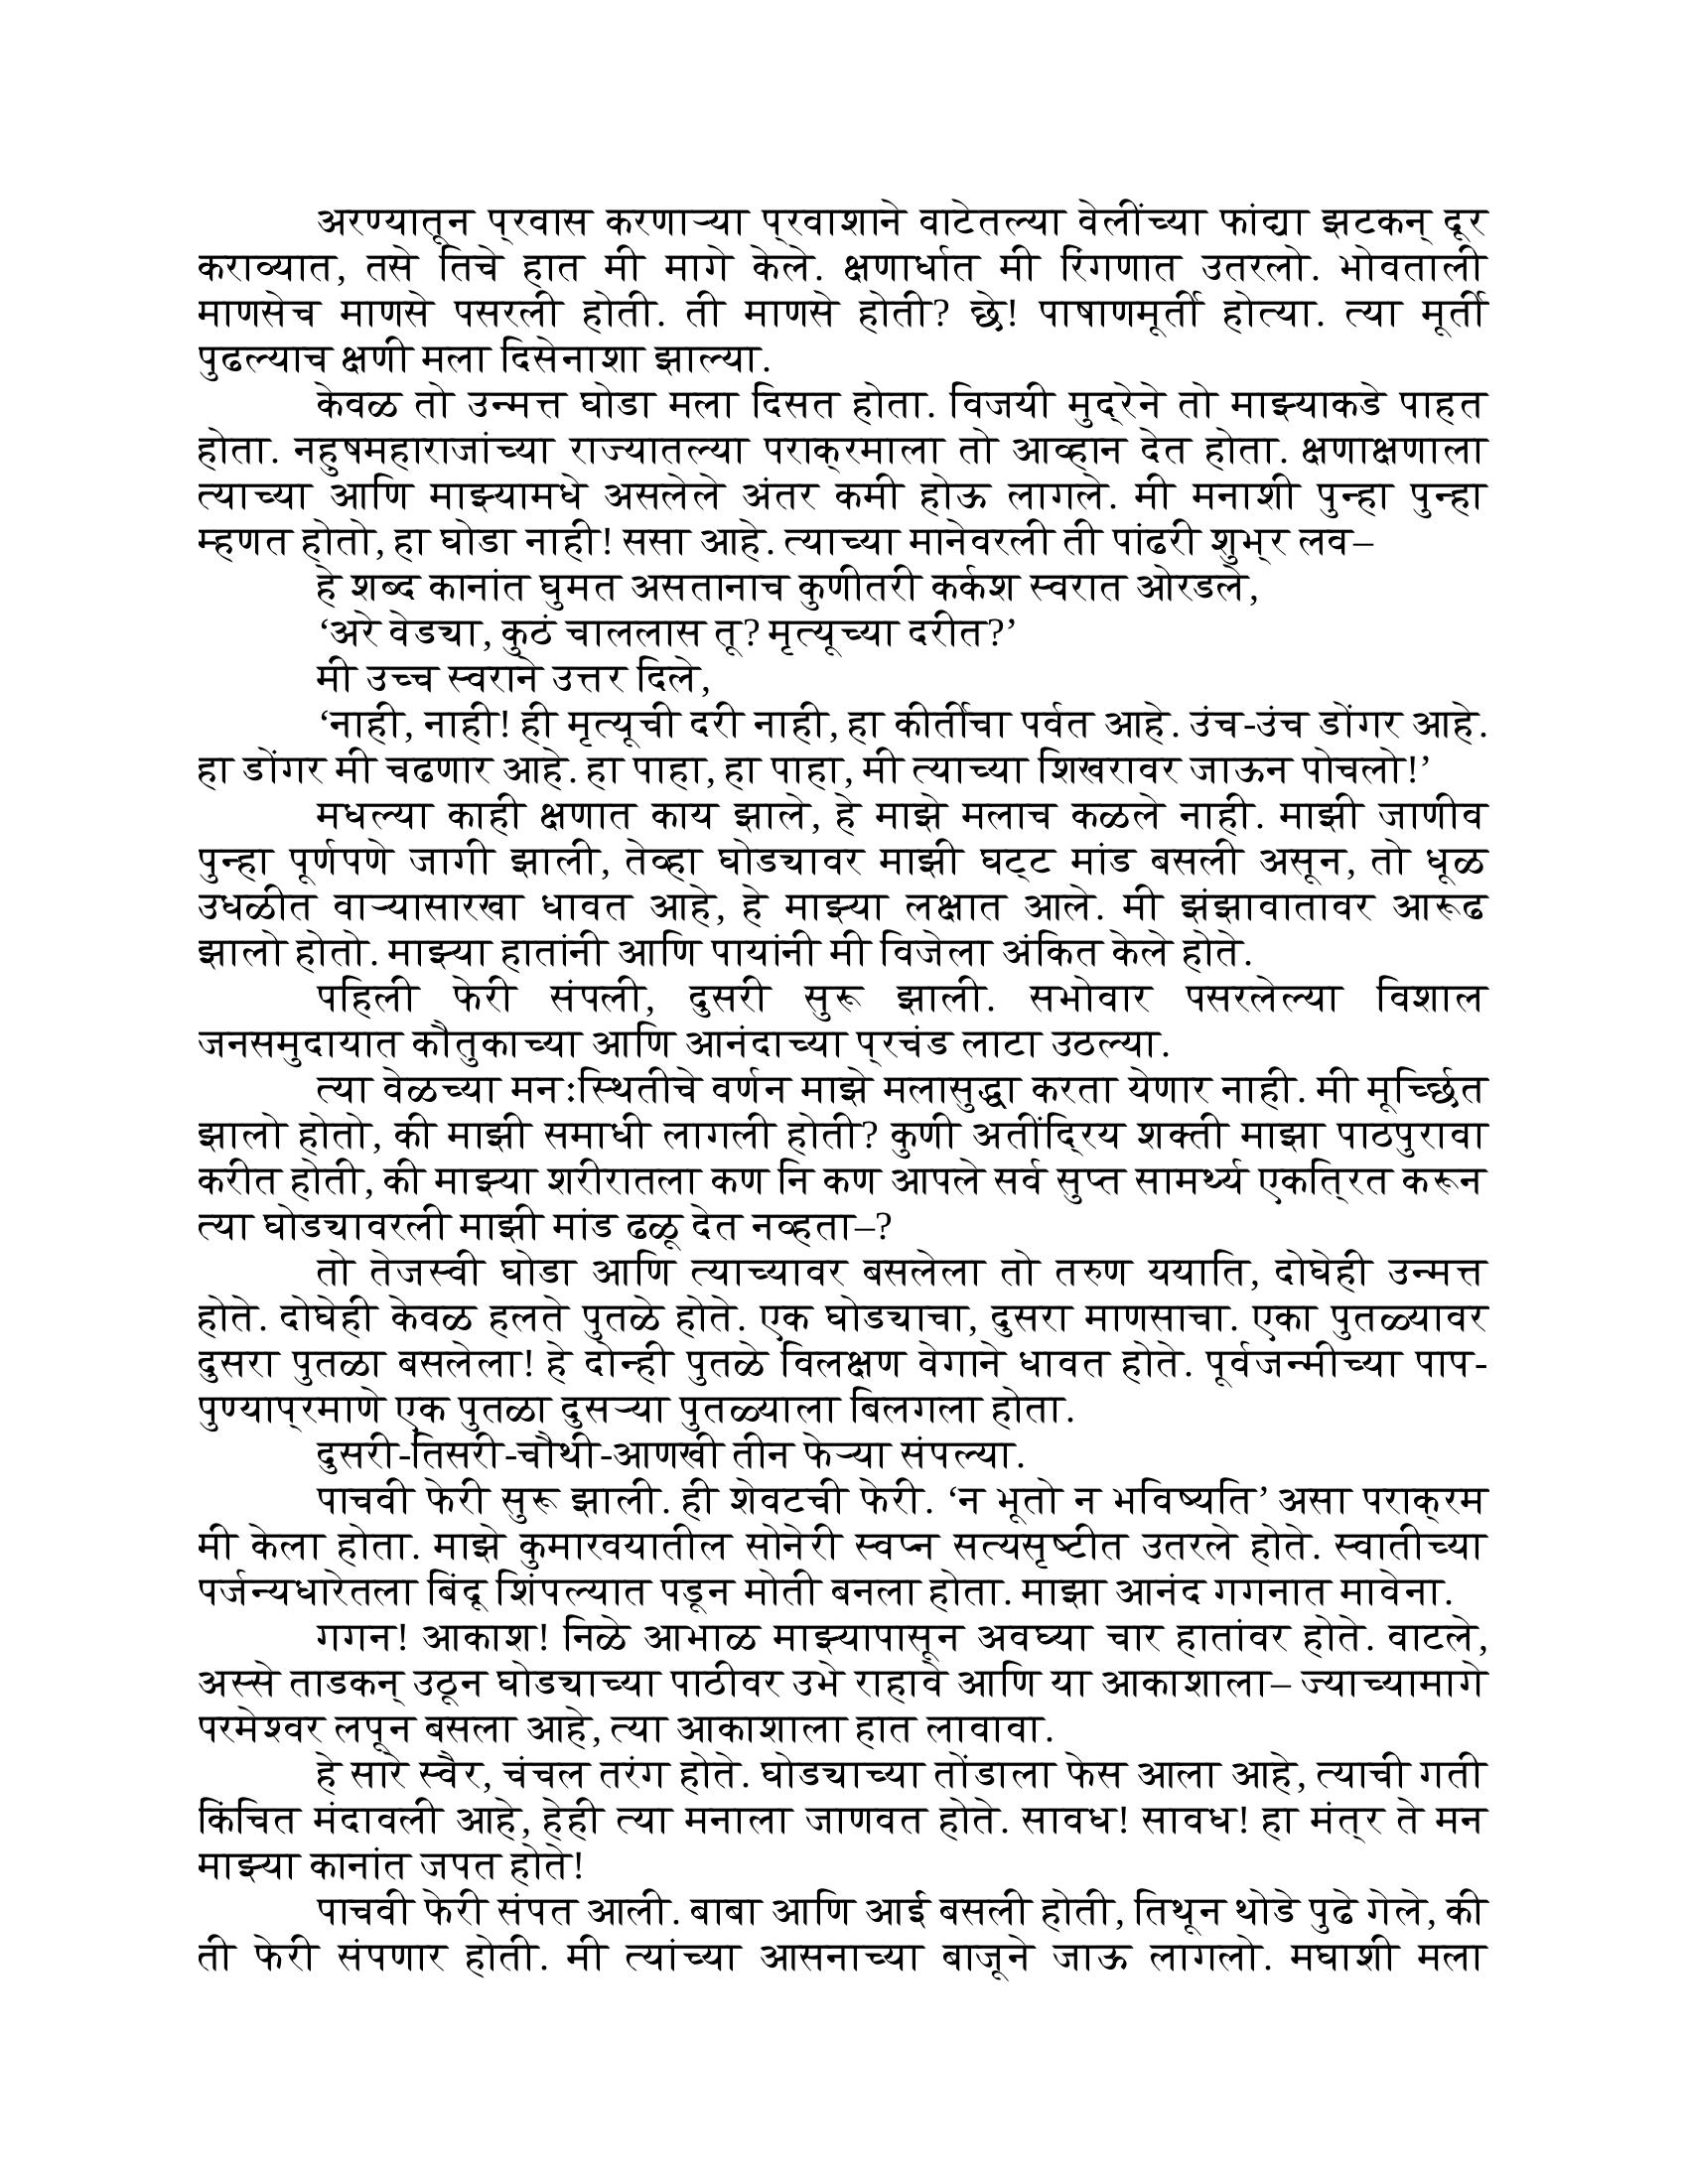 अरण्यातून प्रवास करणाऱ्या प्रवाशाने वाटेतल्या वेलींच्या फांद्या झटकन् दूर
कराव्यात, तसे तिचे हात मी मागे केले. क्षणार्धात मी रिंगणात उतरलो. भोवताली
माणसेच माणसे पसरली होती. ती माणसे होती? छे! पाषाणमूर्ती होत्या. त्या मूर्ती
पुढल्याच क्षणी मला दिसेनाशा झाल्या.
केवळ तो उन्मत्त घोडा मला दिसत होता. विजयी मुद्रेने तो माझ्याकडे पाहत
होता. नहुषमहाराजांच्या राज्यातल्या पराक्रमाला तो आव्हान देत होता. क्षणाक्षणाला
त्याच्या आणि माझ्यामधे असलेले अंतर कमी होऊ लागले. मी मनाशी पुन्हा पुन्हा
म्हणत होतो, हा घोडा नाही! ससा आहे. त्याच्या मानेवरली ती पांढरी शुभ्र लव–
हे शब्द कानांत घुमत असतानाच कुणीतरी कर्कश स्वरात ओरडले,
‘अरे वेड्या, कुठं चाललास तू? मृत्यूच्या दरीत?’
मी उच्च स्वराने उत्तर दिले,
‘नाही, नाही! ही मृत्यूची दरी नाही, हा कीर्तीचा पर्वत आहे. उंच-उंच डोंगर आहे.
हा डोंगर मी चढणार आहे. हा पाहा, हा पाहा, मी त्याच्या शिखरावर जाऊन पोचलो!’
मधल्या काही क्षणात काय झाले, हे माझे मलाच कळले नाही. माझी जाणीव
पुन्हा पूर्णपणे जागी झाली, तेव्हा घोड्यावर माझी घट्ट मांड बसली असून, तो धूळ
उधळीत वाऱ्यासारखा धावत आहे, हे माझ्या लक्षात आले. मी झंझावातावर आरूढ
झालो होतो. माझ्या हातांनी आणि पायांनी मी विजेला अंकित केले होते.
पहिली फेरी संपली, दुसरी सुरू झाली. सभोवार पसरलेल्या विशाल
जनसमुदायात कौतुकाच्या आणि आनंदाच्या प्रचंड लाटा उठल्या.
त्या वेळच्या मनःस्थितीचे वर्णन माझे मलासुद्धा करता येणार नाही. मी मूर्च्छित
झालो होतो, की माझी समाधी लागली होती? कुणी अतींद्रिय शक्ती माझा पाठपुरावा
करीत होती, की माझ्या शरीरातला कण नि कण आपले सर्व सुप्त सामर्थ्य एकत्रित करून
त्या घोड्यावरली माझी मांड ढळू देत नव्हता–?
तो तेजस्वी घोडा आणि त्याच्यावर बसलेला तो तरुण ययाति, दोघेही उन्मत्त
होते. दोघेही केवळ हलते पुतळे होते. एक घोड्याचा, दुसरा माणसाचा. एका पुतळ्यावर
दुसरा पुतळा बसलेला! हे दोन्ही पुतळे विलक्षण वेगाने धावत होते. पूर्वजन्मीच्या पाप-
पुण्याप्रमाणे एक पुतळा दुसऱ्या पुतळ्याला बिलगला होता.
दुसरी-तिसरी-चौथी-आणखी तीन फेऱ्या संपल्या.
पाचवी फेरी सुरू झाली. ही शेवटची फेरी. ‘न भूतो न भविष्यति’ असा पराक्रम
मी केला होता. माझे कुमारवयातील सोनेरी स्वप्न सत्यसृष्टीत उतरले होते. स्वातीच्या
पर्जन्यधारेतला बिंदू शिंपल्यात पडून मोती बनला होता. माझा आनंद गगनात मावेना.
गगन! आकाश! निळे आभाळ माझ्यापासून अवघ्या चार हातांवर होते. वाटले,
अस्से ताडकन् उठून घोड्याच्या पाठीवर उभे राहावे आणि या आकाशाला– ज्याच्यामागे
परमेश्वर लपून बसला आहे, त्या आकाशाला हात लावावा.
हे सारे स्वैर, चंचल तरंग होते. घोड्याच्या तोंडाला फेस आला आहे, त्याची गती
किंचित मंदावली आहे, हेही त्या मनाला जाणवत होते. सावध! सावध! हा मंत्र ते मन
माझ्या कानांत जपत होते!
पाचवी फेरी संपत आली. बाबा आणि आई बसली होती, तिथून थोडे पुढे गेले, की
ती फेरी संपणार होती. मी त्यांच्या आसनाच्या बाजूने जाऊ लागलो. मघाशी मला